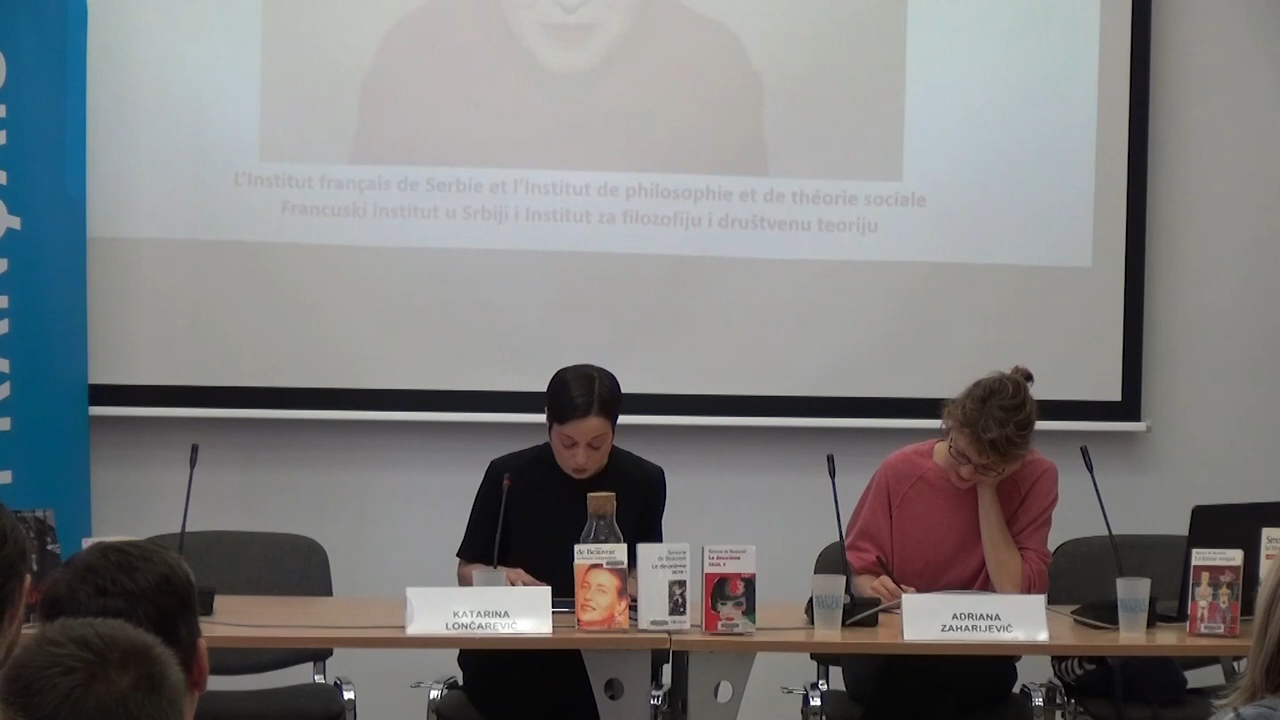 FRANÇAIS
L'Institut français de Serbie et l'Institut de philosophie et de théorie sociale
Francuski institut u Srbiji i Institut za filozofiju i društvenu teoriju
KATARINA
LONČAREVIĆ
ADRIANA
ZAHARIJEVIĆ
de Beauvoir
Simone
de Beauvoir
Le deuxième
sexe I
Simone de Beauvoir
Le deuxième
sexe, II